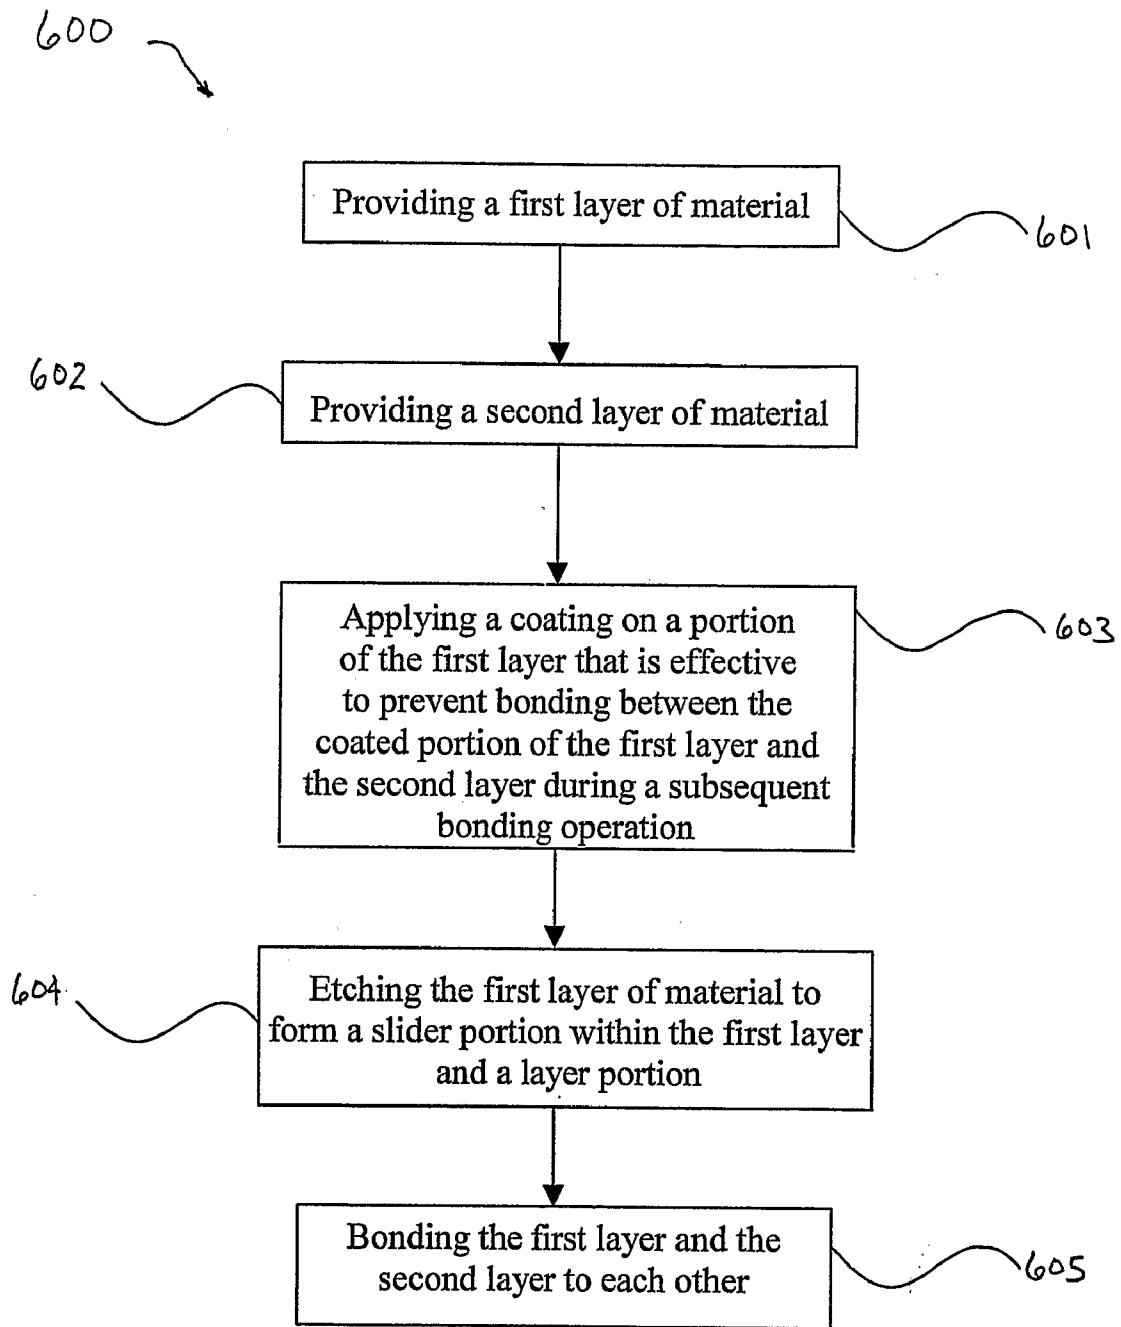 600
Providing a first layer of material
601
602
Providing a second layer of material
Applying a coating on a portion
of the first layer that is effective
to prevent bonding between the
coated portion of the first layer and
the second layer during a subsequent
bonding operation
603
604
Etching the first layer of material to
form a slider portion within the first layer
and a layer portion
Bonding the first layer and the
second layer to each other
605